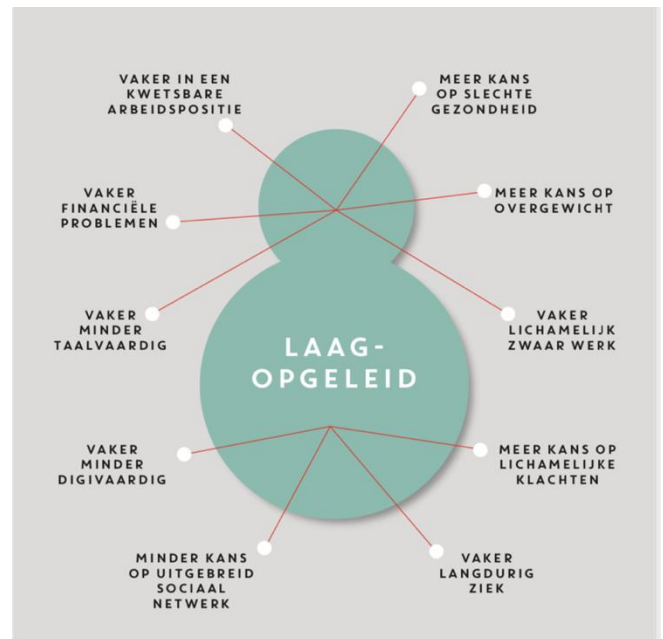 VAKER IN EEN
KWETSBARE
ARBEIDSPOSITIE
MEER KANS
OP SLECHTE
GEZONDHEID
VAKER
FINANCIËLE
PROBLEMEN
MEER KANS OP
OVERGEWICHT
VAKER
MINDER
TAALVAARDIG
VAKER
LICHAMELIJK
ZWAAR WERK
LAAG-
OPGELEID
VAKER
MINDER
DIGIVAARDIG
MEER KANS OP
LICHAMELIJKE
KLACHTEN
MINDER KANS
OP UITGEBREID
SOCIAAL
NETWERK
VAKER
LANGDURIG
ZIEK